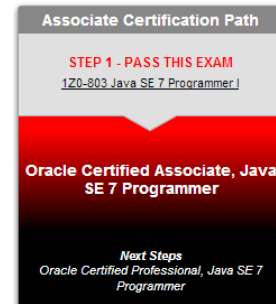 Associate Certification Path
STEP 1 - PASS THIS EXAM
1Z0-803 Java SE 7 Programmer I
Oracle Certified Associate, Java
SE 7 Programmer
Next Steps
Oracle Certified Professional, Java SE 7
Programmer